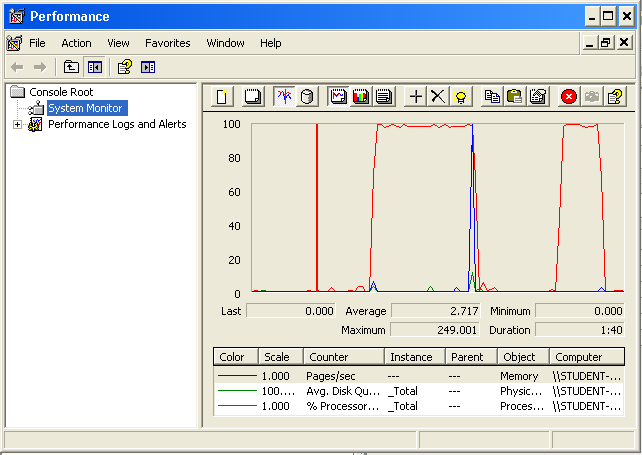 Performance
File Action View Favorites Window Help
Console Root
System Monitor
Performance Logs and Alerts
100
80
60
40
20
0
Last 0.000 Average 2.717 Minimum 0.000
Maximum 249.001 Duration 1:40
Color Scale Counter Instance Parent Object Computer
1.000 Pages/sec --- --- Memory \\STUDENT-...
100.... Avg. Disk Qu... _Total --- Physic... \\STUDENT-...
1.000 % Processor... _Total --- Proces... \\STUDENT-...